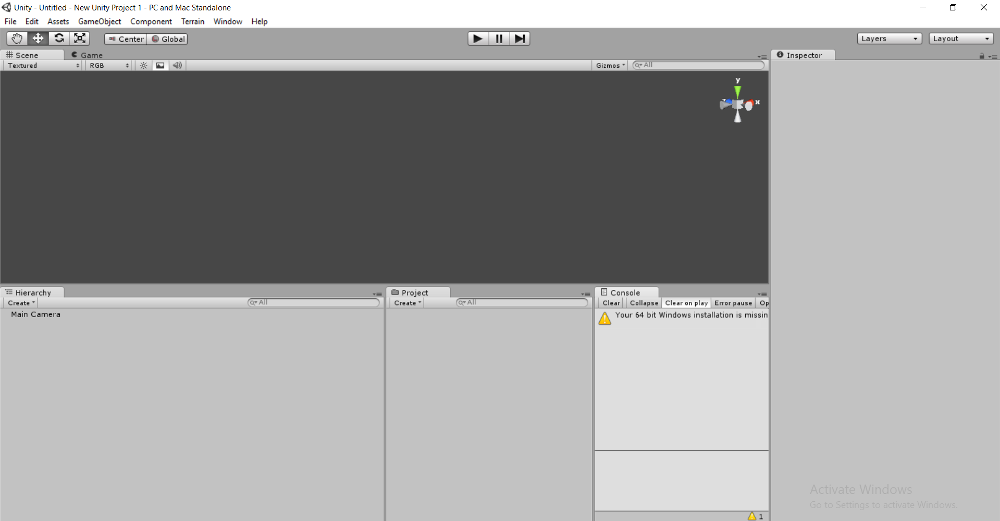 Unity - Untitled - New Unity Project 1 - PC and Mac Standalone
File Edit Assets GameObject Component Terrain Window Help
Center Global Layers Layout
Scene Game Inspector
Textured RGB Gizmos All
y
z x
Hierarchy Project Console
Create All Create All Clear Collapse Clear on play Error pause Op
Main Camera Your 64 bit Windows installation is missin
Activate Windows
Go to Settings to activate Windows.
1